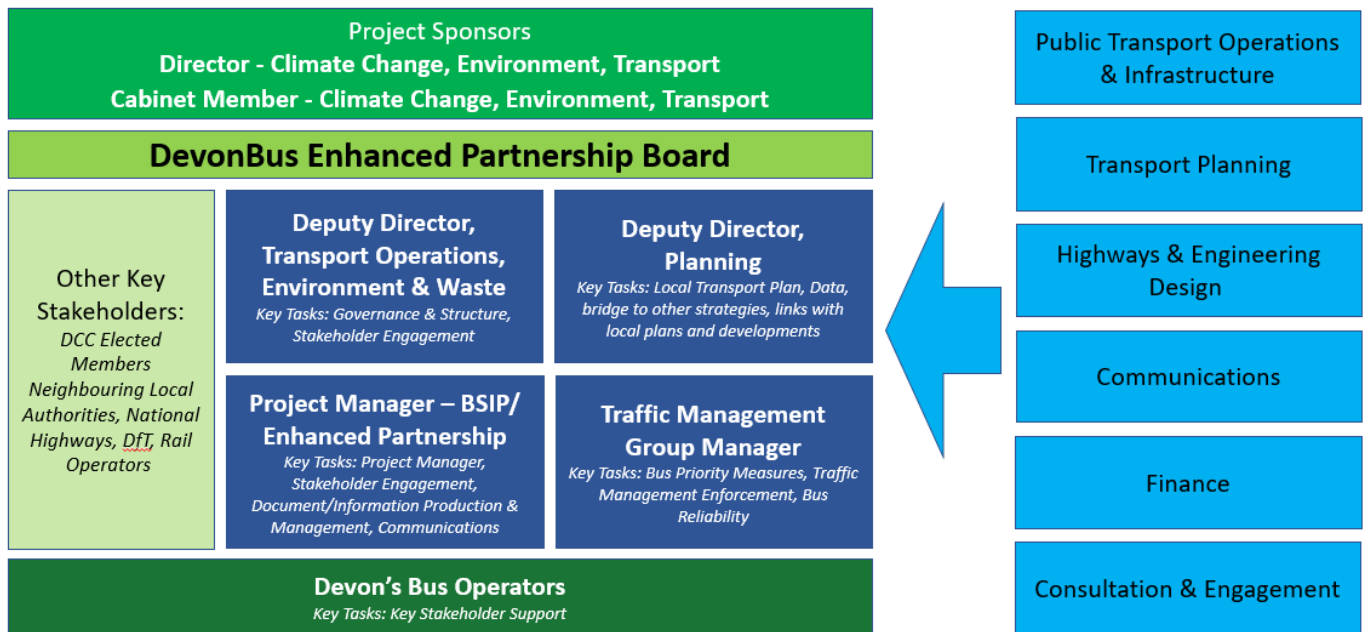 Project Sponsors
Director - Climate Change, Environment, Transport
Cabinet Member - Climate Change, Environment, Transport
DevonBus Enhanced Partnership Board
Other Key
Stakeholders:
DCC Elected
Members
Neighbouring Local
Authorities, National
Highways, DfT, Rail
Operators
Deputy Director,
Transport Operations,
Environment & Waste
Key Tasks: Governance & Structure,
Stakeholder Engagement
Deputy Director,
Planning
Key Tasks: Local Transport Plan, Data,
bridge to other strategies, links with
local plans and developments
Project Manager – BSIP/
Enhanced Partnership
Key Tasks: Project Manager,
Stakeholder Engagement,
Document/Information Production &
Management, Communications
Traffic Management
Group Manager
Key Tasks: Bus Priority Measures, Traffic
Management Enforcement, Bus
Reliability
Devon’s Bus Operators
Key Tasks: Key Stakeholder Support
Public Transport Operations
& Infrastructure
Transport Planning
Highways & Engineering
Design
Communications
Finance
Consultation & Engagement